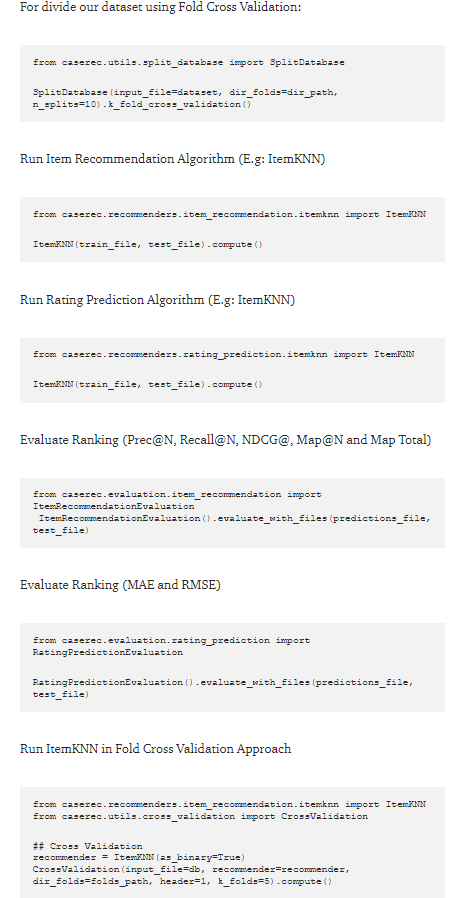 For divide our dataset using Fold Cross Validation:
from caserec.utils.split_database import SplitDatabase
SplitDatabase(input_file=dataset, dir_folds=dir_path,
n_splits=10).k_fold_cross_validation()
Run Item Recommendation Algorithm (E.g: ItemKNN)
from caserec.recommenders.item_recommendation.itemknn import ItemKNN
ItemKNN(train_file, test_file).compute()
Run Rating Prediction Algorithm (E.g: ItemKNN)
from caserec.recommenders.rating_prediction.itemknn import ItemKNN
ItemKNN(train_file, test_file).compute()
Evaluate Ranking (Prec@N, Recall@N, NDCG@, Map@N and Map Total)
from caserec.evaluation.item_recommendation import
ItemRecommendationEvaluation
ItemRecommendationEvaluation().evaluate_with_files(predictions_file,
test_file)
Evaluate Ranking (MAE and RMSE)
from caserec.evaluation.rating_prediction import
RatingPredictionEvaluation
RatingPredictionEvaluation().evaluate_with_files(predictions_file,
test_file)
Run ItemKNN in Fold Cross Validation Approach
from caserec.recommenders.item_recommendation.itemknn import ItemKNN
from caserec.utils.cross_validation import CrossValidation
## Cross Validation
recommender = ItemKNN(as_binary=True)
CrossValidation(input_file=db, recommender=recommender,
dir_folds=folds_path, header=1, k_folds=5).compute()